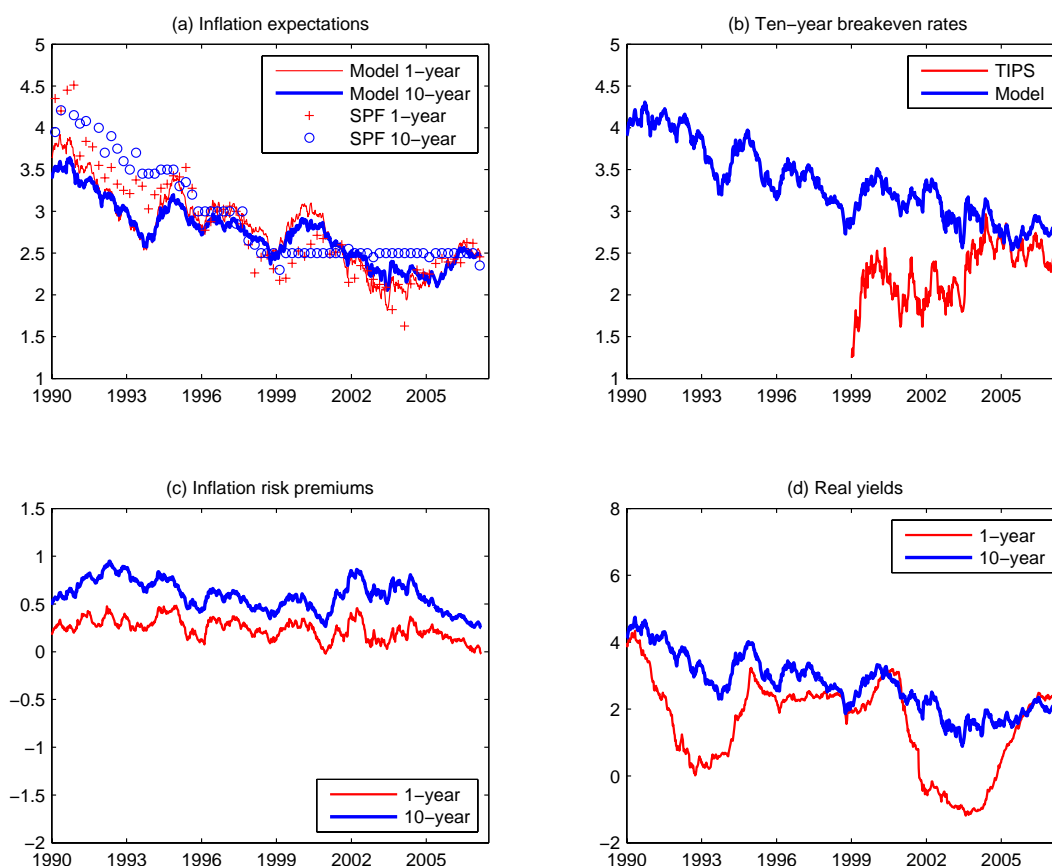 (a) Inflation expectations
5
4.5
4
3.5
3
2.5
2
1.5
1
1990 1993 1996 1999 2002 2005
Model 1−year
Model 10−year
SPF 1−year
SPF 10−year
(b) Ten−year breakeven rates
5
4.5
4
3.5
3
2.5
2
1.5
1
1990 1993 1996 1999 2002 2005
TIPS
Model
(c) Inflation risk premiums
1.5
1
0.5
0
−0.5
−1
−1.5
−2
1990 1993 1996 1999 2002 2005
1−year
10−year
(d) Real yields
8
6
4
2
0
−2
1990 1993 1996 1999 2002 2005
1−year
10−year